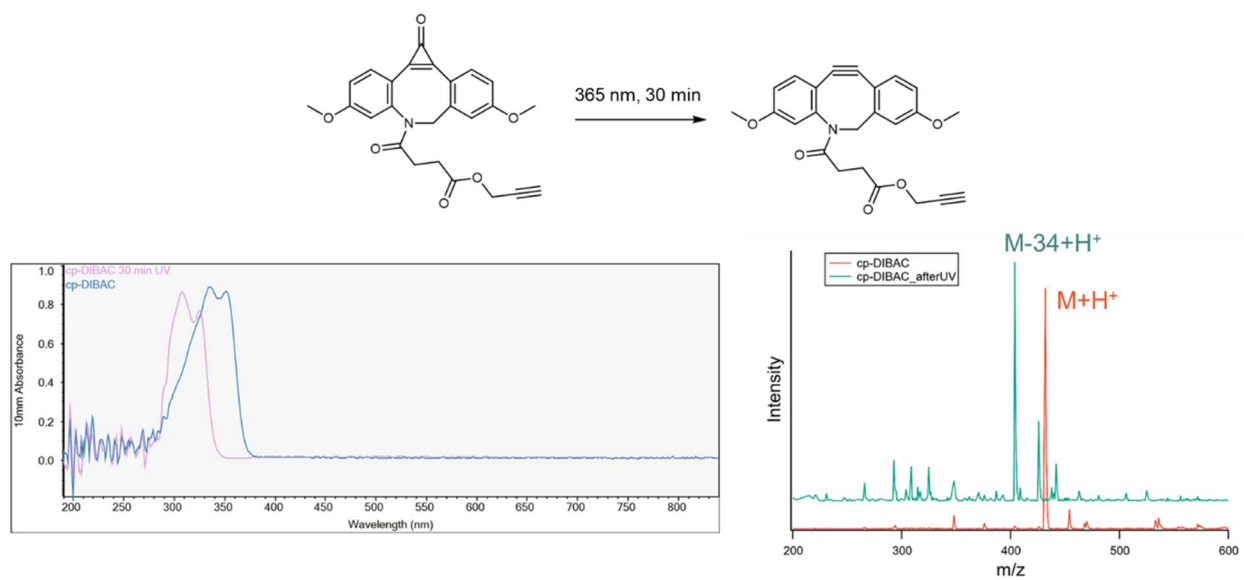 O
O
O
N
O
O
O
365 nm, 30 min
O
O
N
O
O
O
cp-DIBAC 30 min UV
cp-DIBAC
10mm Absorbance
1.0
0.8
0.6
0.4
0.2
0.0
200 250 300 350 400 450 500 550 600 650 700 750 800
Wavelength (nm)
M-34+H⁺
cp-DIBAC
cp-DIBAC_afterUV
M+H⁺
Intensity
200 300 400 500 600
m/z